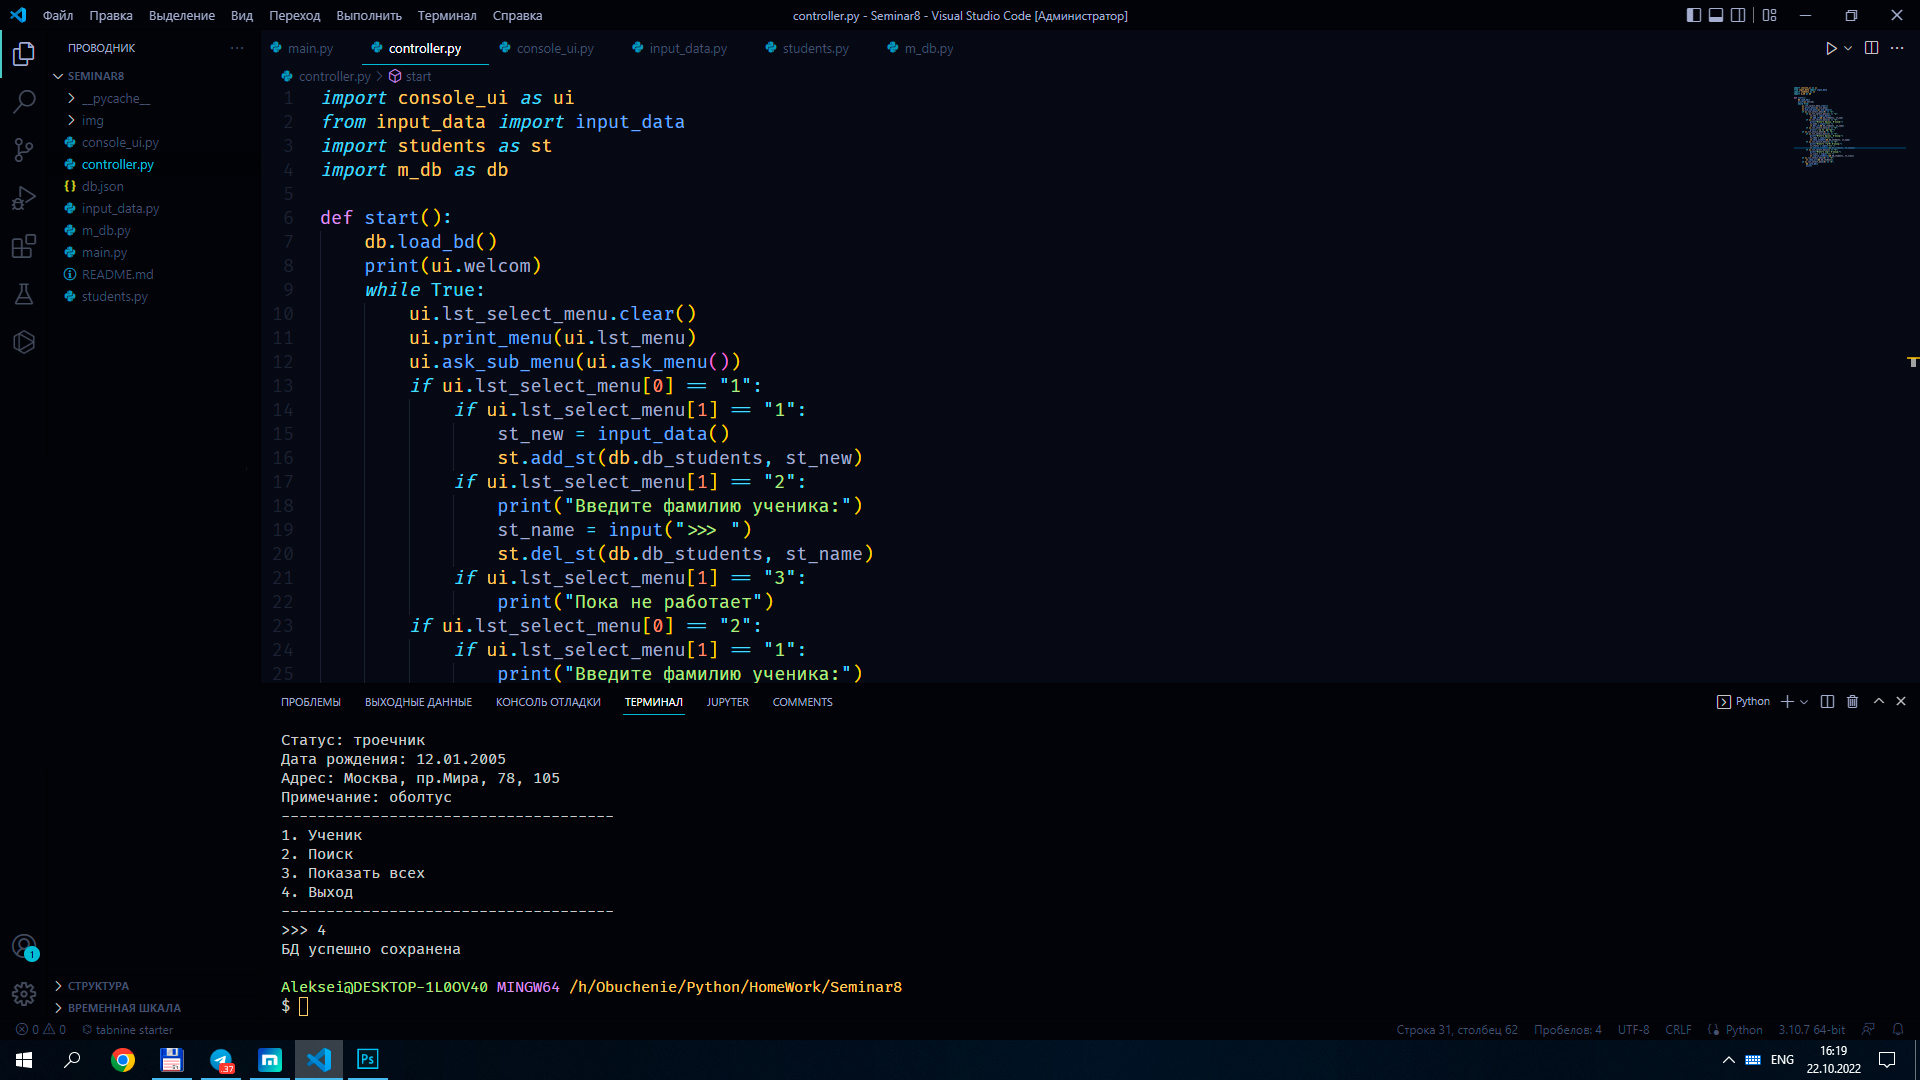 Файл Правка Выделение Вид Переход Выполнить Терминал Справка
controller.py - Seminar8 - Visual Studio Code [Администратор]
ПРОВОДНИК
SEMINAR8
__pycache__
img
console_ui.py
controller.py
db.json
input_data.py
m_db.py
main.py
README.md
students.py
СТРУКТУРА
ВРЕМЕННАЯ ШКАЛА
main.py controller.py console_ui.py input_data.py students.py m_db.py
controller.py > start
1 import console_ui as ui
2 from input_data import input_data
3 import students as st
4 import m_db as db
5
6 def start():
7 db.load_bd()
8 print(ui.welcom)
9 while True:
10 ui.lst_select_menu.clear()
11 ui.print_menu(ui.lst_menu)
12 ui.ask_sub_menu(ui.ask_menu())
13 if ui.lst_select_menu[0] == "1":
14 if ui.lst_select_menu[1] == "1":
15 st_new = input_data()
16 st.add_st(db.db_students, st_new)
17 if ui.lst_select_menu[1] == "2":
18 print("Введите фамилию ученика:")
19 st_name = input(">>> ")
20 st.del_st(db.db_students, st_name)
21 if ui.lst_select_menu[1] == "3":
22 print("Пока не работает")
23 if ui.lst_select_menu[0] == "2":
24 if ui.lst_select_menu[1] == "1":
25 print("Введите фамилию ученика:")
ПРОБЛЕМЫ ВЫХОДНЫЕ ДАННЫЕ КОНСОЛЬ ОТЛАДКИ ТЕРМИНАЛ JUPYTER COMMENTS
Python
Статус: троечник
Дата рождения: 12.01.2005
Адрес: Москва, пр.Мира, 78, 105
Примечание: оболтус
-------------------------------------
1. Ученик
2. Поиск
3. Показать всех
4. Выход
-------------------------------------
>>> 4
БД успешно сохранена
Aleksei@DESKTOP-1L0OV40 MINGW64 /h/Obuchenie/Python/HomeWork/Seminar8
$
1
0 0 tabnine starter
Строка 31, столбец 62 Пробелов: 4 UTF-8 CRLF Python 3.10.7 64-bit
37
Ps
ENG
16:19
22.10.2022